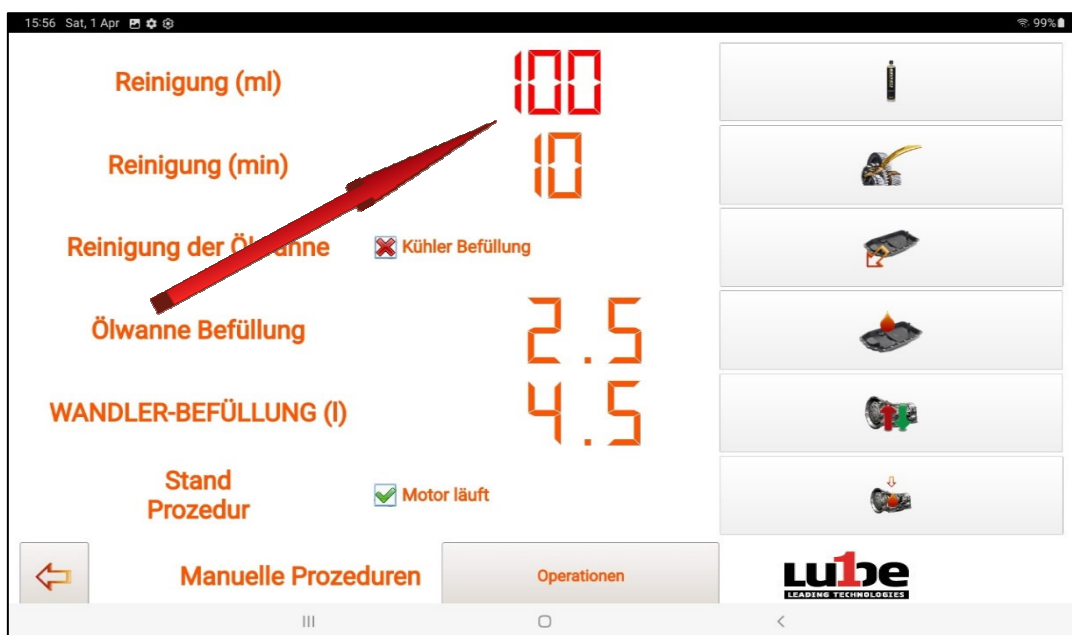 15:56 Sat, 1 Apr
99%
Reinigung (ml)
100
Reinigung (min)
10
Reinigung der Ölwanne
Kühler Befüllung
Ölwanne Befüllung
2.5
WANDLER-BEFÜLLUNG (l)
4.5
Stand
Prozedur
Motor läuft
Manuelle Prozeduren
Operationen
Lu1be
LEADING TECHNOLOGIES